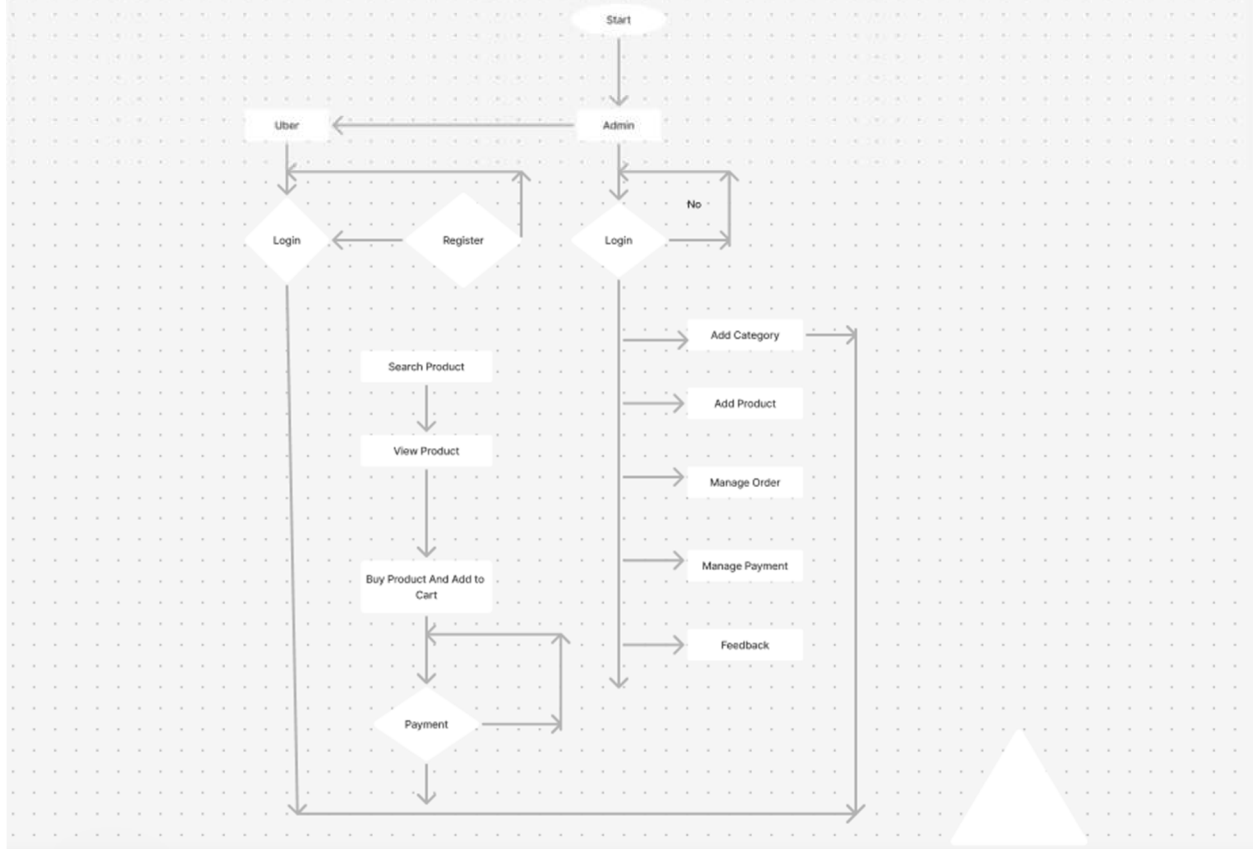 Start
Uber
Admin
No
Login
Register
Login
Add Category
Search Product
Add Product
View Product
Manage Order
Manage Payment
Buy Product And Add to
Cart
Feedback
Payment